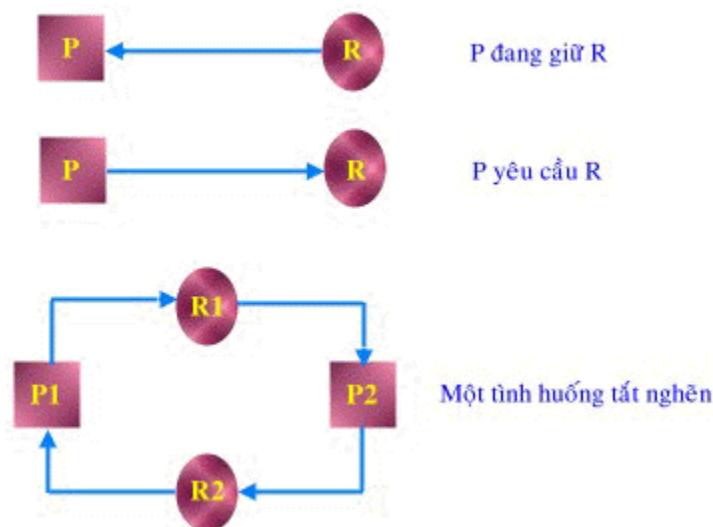 P R P đang giữ R
P R P yêu cầu R
R1
P1 P2 Một tình huống tắt nghẽn
R2